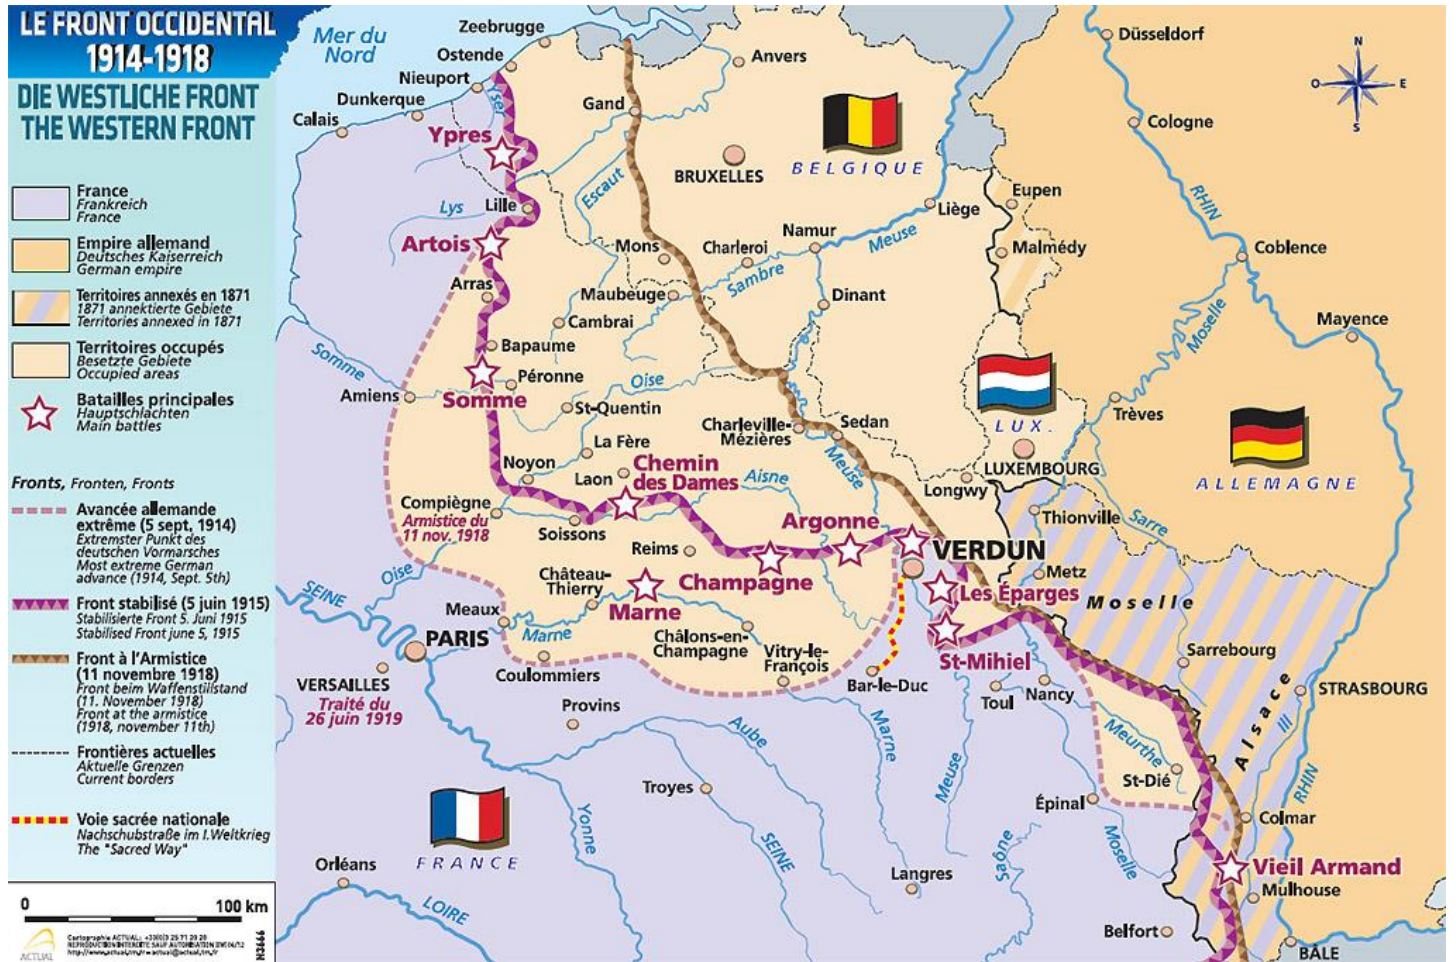 LE FRONT OCCIDENTAL
1914-1918
DIE WESTLICHE FRONT
THE WESTERN FRONT
France
Frankreich
France
Empire allemand
Deutsches Kaiserreich
German empire
Territoires annexés en 1871
1871 annektierte Gebiete
Territories annexed in 1871
Territoires occupés
Besetzte Gebiete
Occupied areas
Batailles principales
Hauptschlachten
Main battles
Fronts, Fronten, Fronts
Avancée allemande
extrême (5 sept. 1914)
Extremster Punkt des
deutschen Vormarsches
Most extreme German
advance (1914, Sept. 5th)
Front stabilisé (5 juin 1915)
Stabilisierte Front 5. Juni 1915
Stabilised Front june 5, 1915
Front à l'Armistice
(11 novembre 1918)
Front beim Waffenstillstand
(11. November 1918)
Front at the armistice
(1918, november 11th)
Frontières actuelles
Aktuelle Grenzen
Current borders
Voie sacrée nationale
Nachschubstraße im I.Weltkrieg
The "Sacred Way"
0
100 km
ACTUAL
N3666
Mer du
Nord
Zeebrugge
Ostende
Nieuport
Dunkerque
Calais
Yser
Ypres
Gand
Anvers
BRUXELLES
BELGIQUE
Escaut
Lys
Lille
Artois
Mons
Charleroi
Namur
Meuse
Liège
Eupen
Malmédy
Düsseldorf
Cologne
RHIN
Coblence
Mayence
N
O
E
S
Arras
Maubeuge
Sambre
Dinant
Cambrai
Bapaume
Somme
Amiens
Péronne
Somme
Oise
St-Quentin
La Fère
Charleville-
Mézières
Sedan
Meuse
LUX.
LUXEMBOURG
Moselle
Trèves
ALLEMAGNE
Noyon
Laon
Chemin
des Dames
Aisne
Longwy
Thionville
Sarre
Compiègne
Armistice du
11 nov. 1918
Soissons
Reims
Argonne
VERDUN
Metz
Moselle
Champagne
Les Éparges
Oise
SEINE
Château-
Thierry
Marne
Meaux
PARIS
Marne
Châlons-en-
Champagne
Vitry-le-
François
St-Mihiel
Sarrebourg
VERSAILLES
Traité du
26 juin 1919
Coulommiers
Bar-le-Duc
Toul
Nancy
STRASBOURG
Provins
Aube
Marne
Meuse
Meurthe
Alsace
Ill
RHIN
St-Dié
Troyes
Épinal
Colmar
FRANCE
Yonne
SEINE
Saône
Moselle
Orléans
LOIRE
Langres
Vieil Armand
Mulhouse
Belfort
BÂLE